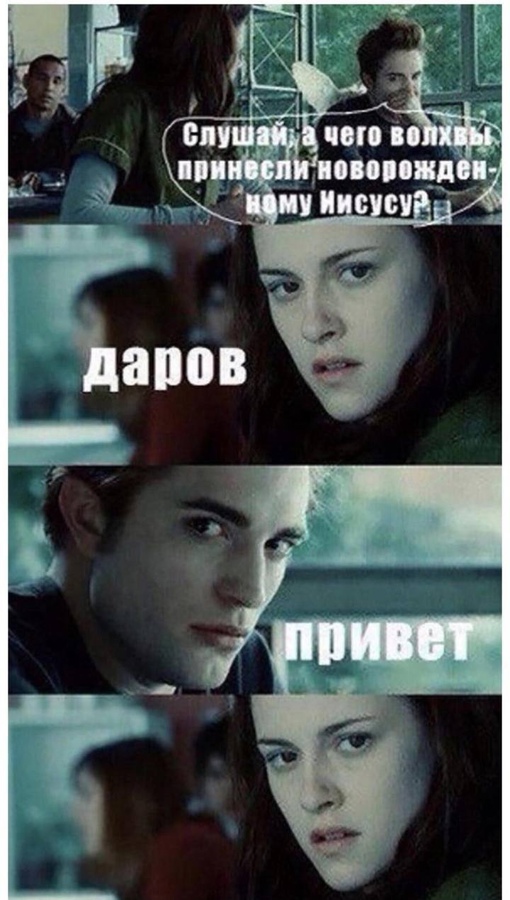 Слушай, а чего волхвы
принесли новорожден-
ному Иисусу?
даров
привет